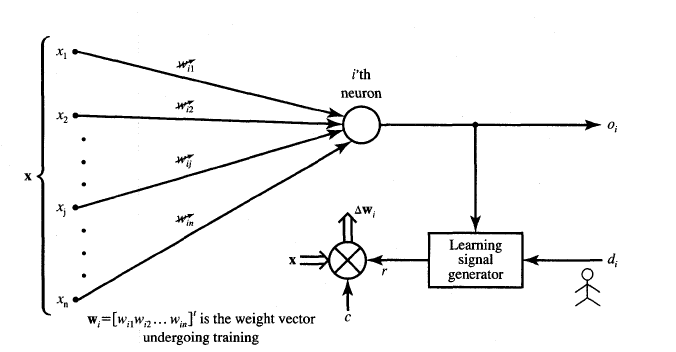 x₁
wᵢ₁
i'th
neuron
x₂
wᵢ₂
oᵢ
x
wᵢⱼ
xⱼ
wᵢₙ
Δwᵢ
Learning
signal
generator
x
r
dᵢ
xₙ
c
wᵢ=[wᵢ₁wᵢ₂...wᵢₙ]ᵗ is the weight vector
undergoing training